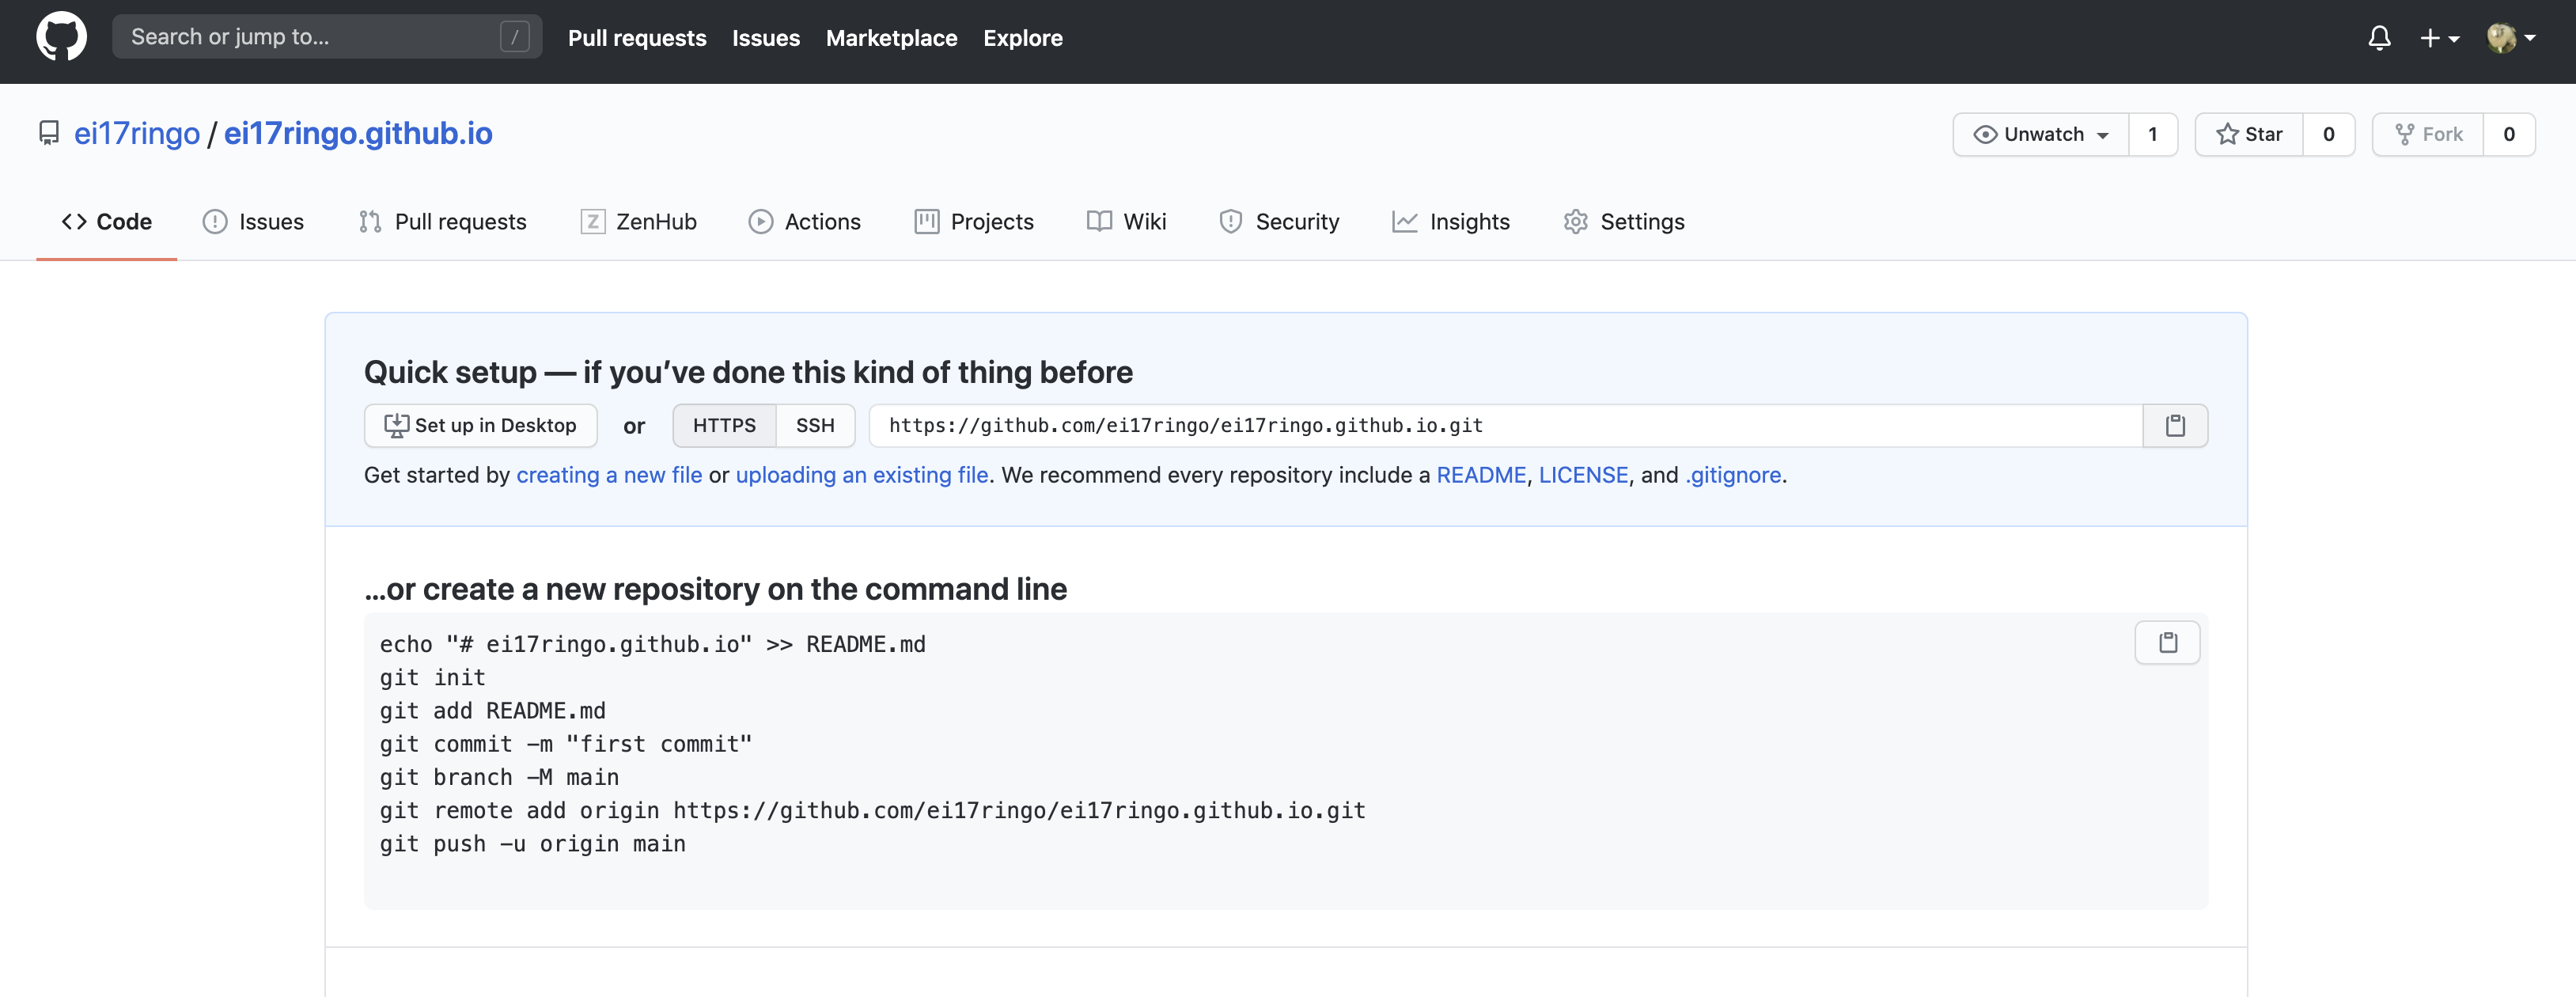 Search or jump to... / Pull requests Issues Marketplace Explore
ei17ringo / ei17ringo.github.io Unwatch 1 Star 0 Fork 0
Code Issues Pull requests Z ZenHub Actions Projects Wiki Security Insights Settings
Quick setup — if you’ve done this kind of thing before
Set up in Desktop or HTTPS SSH https://github.com/ei17ringo/ei17ringo.github.io.git
Get started by creating a new file or uploading an existing file. We recommend every repository include a README, LICENSE, and .gitignore.
…or create a new repository on the command line
echo "# ei17ringo.github.io" >> README.md
git init
git add README.md
git commit -m "first commit"
git branch -M main
git remote add origin https://github.com/ei17ringo/ei17ringo.github.io.git
git push -u origin main